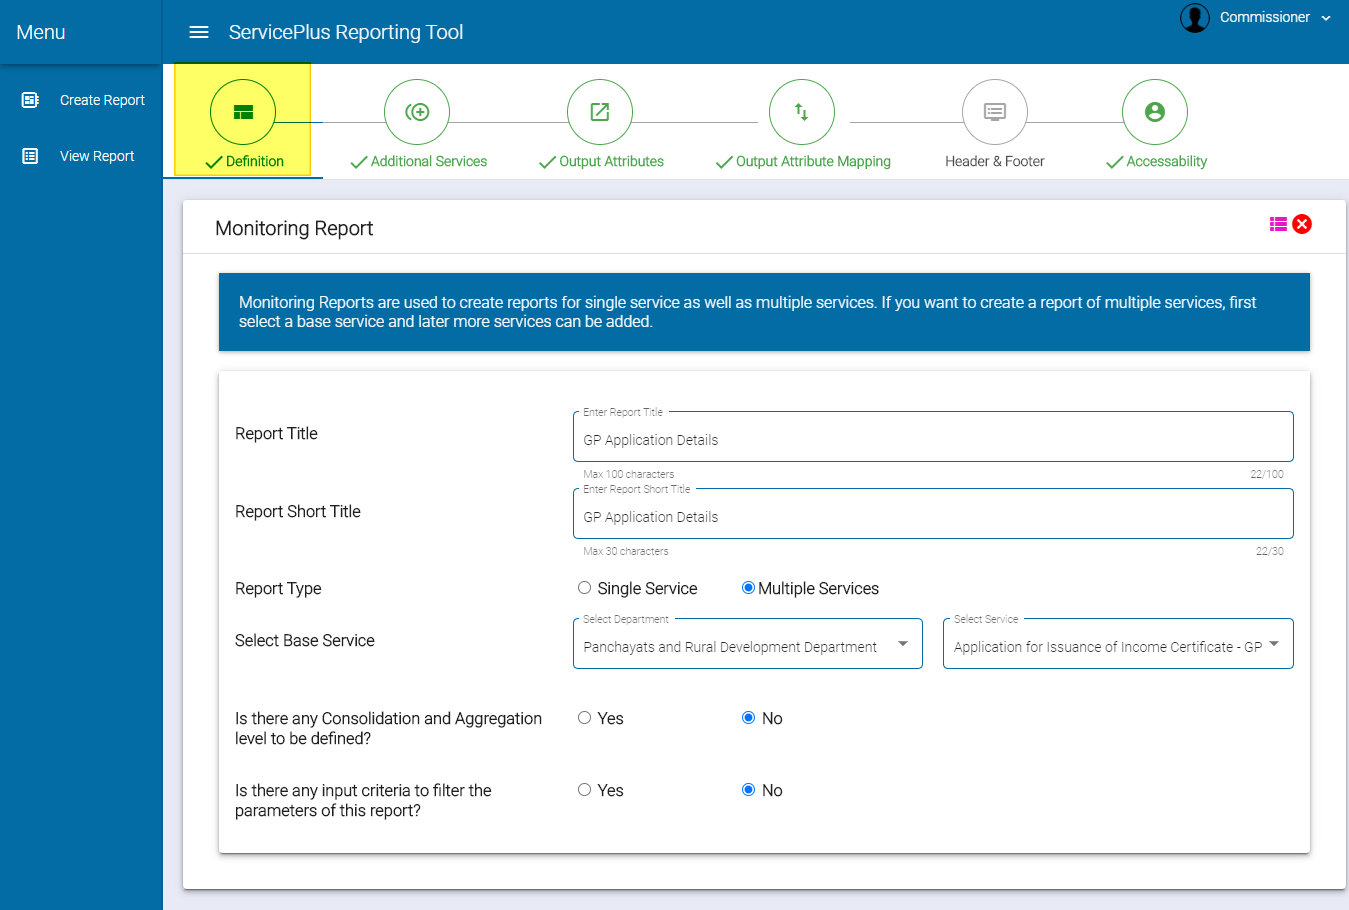 Menu
ServicePlus Reporting Tool
Commissioner
Create Report
View Report
Definition
Additional Services
Output Attributes
Output Attribute Mapping
Header & Footer
Accessability
Monitoring Report
Monitoring Reports are used to create reports for single service as well as multiple services. If you want to create a report of multiple services, first
select a base service and later more services can be added.
Report Title
Enter Report Title
GP Application Details
Max 100 characters
22/100
Report Short Title
Enter Report Short Title
GP Application Details
Max 30 characters
22/30
Report Type
Single Service
Multiple Services
Select Base Service
Select Department
Panchayats and Rural Development Department
Select Service
Application for Issuance of Income Certificate - GP
Is there any Consolidation and Aggregation
level to be defined?
Yes
No
Is there any input criteria to filter the
parameters of this report?
Yes
No